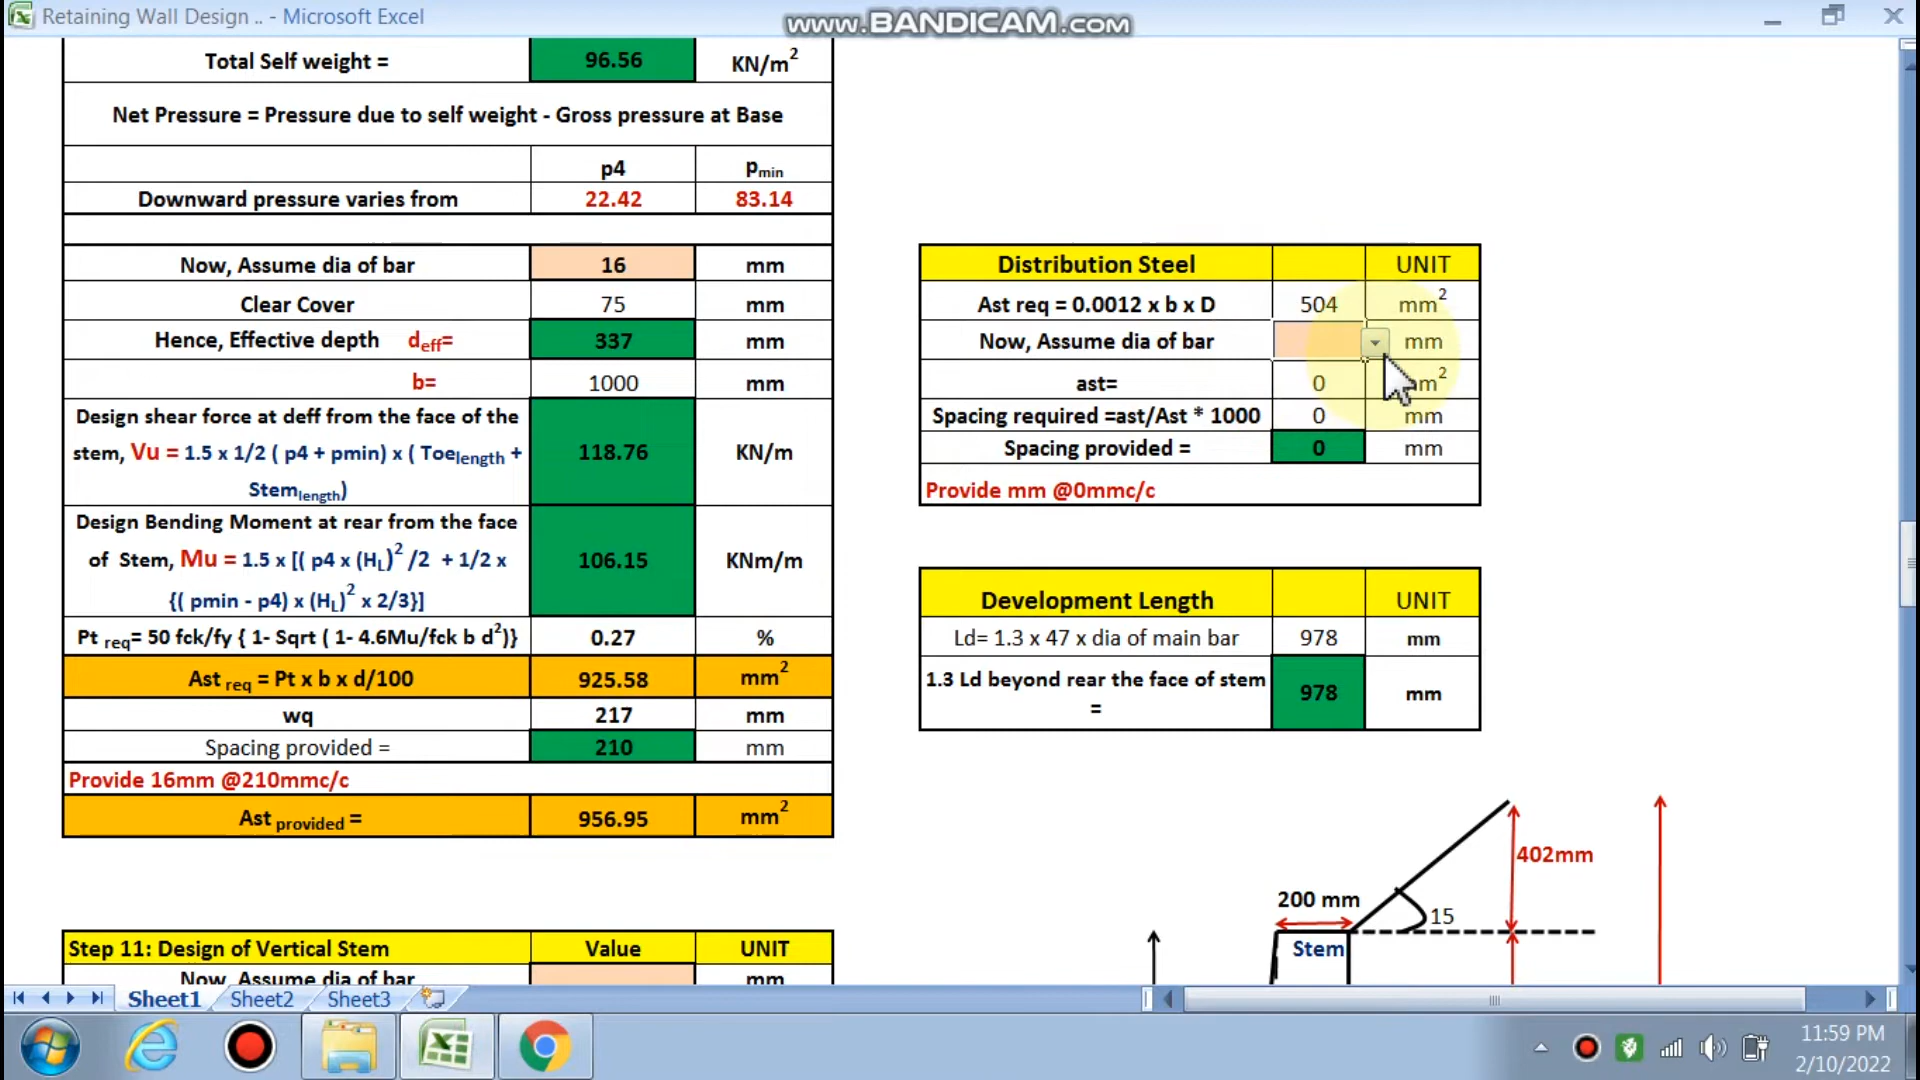 Retaining Wall Design .. - Microsoft Excel
www.BANDICAM.com
Total Self weight = 96.56 KN/m2
Net Pressure = Pressure due to self weight - Gross pressure at Base
p4 pmin
Downward pressure varies from 22.42 83.14
Now, Assume dia of bar 16 mm
Clear Cover 75 mm
Hence, Effective depth deff= 337 mm
b= 1000 mm
Design shear force at deff from the face of the
stem, Vu = 1.5 x 1/2 ( p4 + pmin) x ( Toelength + 118.76 KN/m
Stemlength)
Design Bending Moment at rear from the face
of Stem, Mu = 1.5 x [( p4 x (HL)2 /2 + 1/2 x 106.15 KNm/m
{( pmin - p4) x (HL)2 x 2/3}]
Pt req= 50 fck/fy { 1- Sqrt ( 1- 4.6Mu/fck b d2)} 0.27 %
Ast req = Pt x b x d/100 925.58 mm2
wq 217 mm
Spacing provided = 210 mm
Provide 16mm @210mmc/c
Ast provided = 956.95 mm2
Step 11: Design of Vertical Stem Value UNIT
Now, Assume dia of bar mm
Distribution Steel UNIT
Ast req = 0.0012 x b x D 504 mm2
Now, Assume dia of bar mm
ast= 0 mm2
Spacing required =ast/Ast * 1000 0 mm
Spacing provided = 0 mm
Provide mm @0mmc/c
Development Length UNIT
Ld= 1.3 x 47 x dia of main bar 978 mm
1.3 Ld beyond rear the face of stem 978 mm
=
402mm
200 mm
15
Stem
Sheet1 Sheet2 Sheet3
11:59 PM
2/10/2022